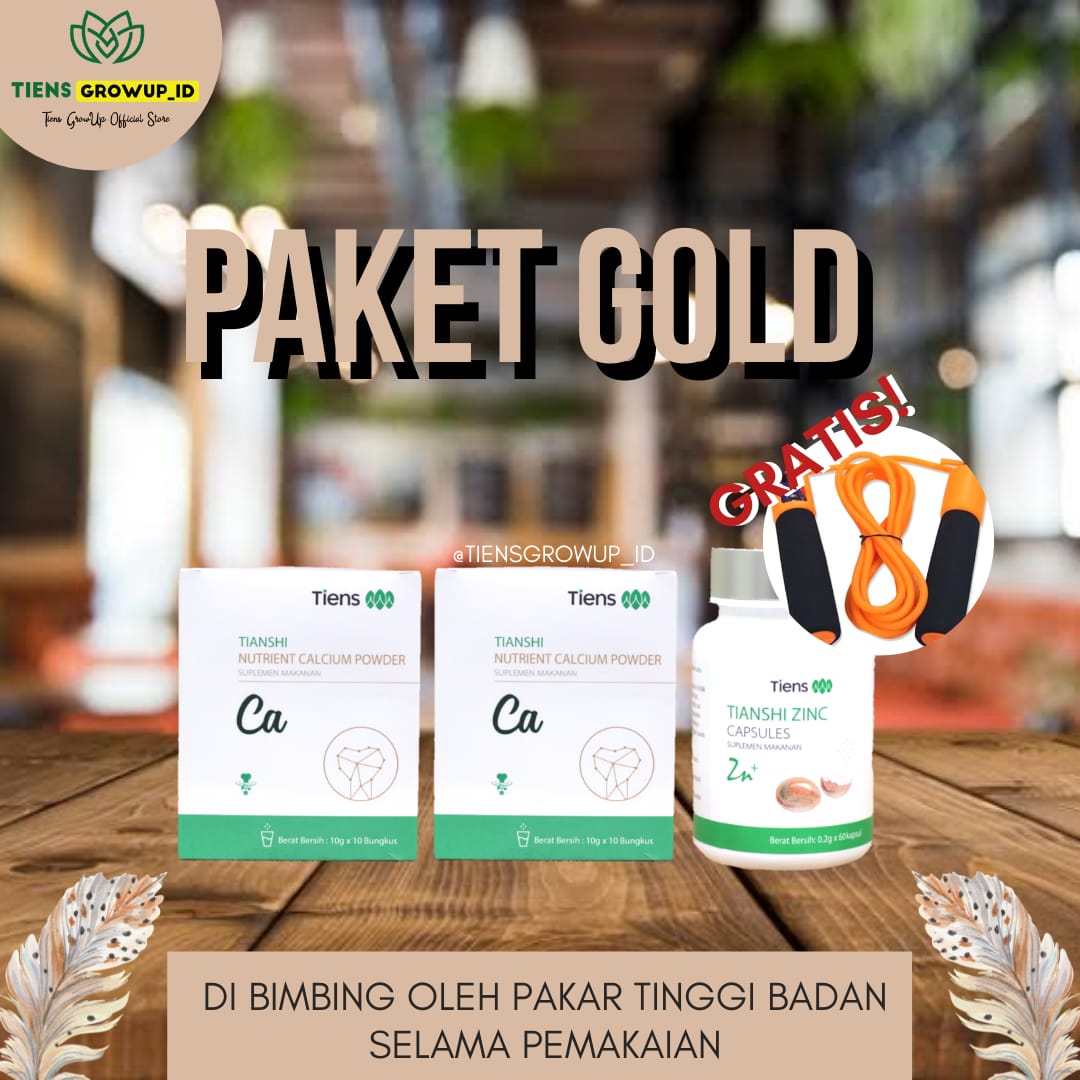 TIENS GROWUP_ID
Tiens GrowUp Official Store
PAKET GOLD
GRATIS!
@TIENSGROWUP_ID
Tiens
TIANSHI
NUTRIENT CALCIUM POWDER
SUPLEMEN MAKANAN
Ca
Berat Bersih : 10g x 10 Bungkus
Tiens
TIANSHI
NUTRIENT CALCIUM POWDER
SUPLEMEN MAKANAN
Ca
Berat Bersih : 10g x 10 Bungkus
Tiens
TIANSHI ZINC
CAPSULES
SUPLEMEN MAKANAN
Zn+
Berat Bersih: 0.2g x 60kapsul
DI BIMBING OLEH PAKAR TINGGI BADAN
SELAMA PEMAKAIAN